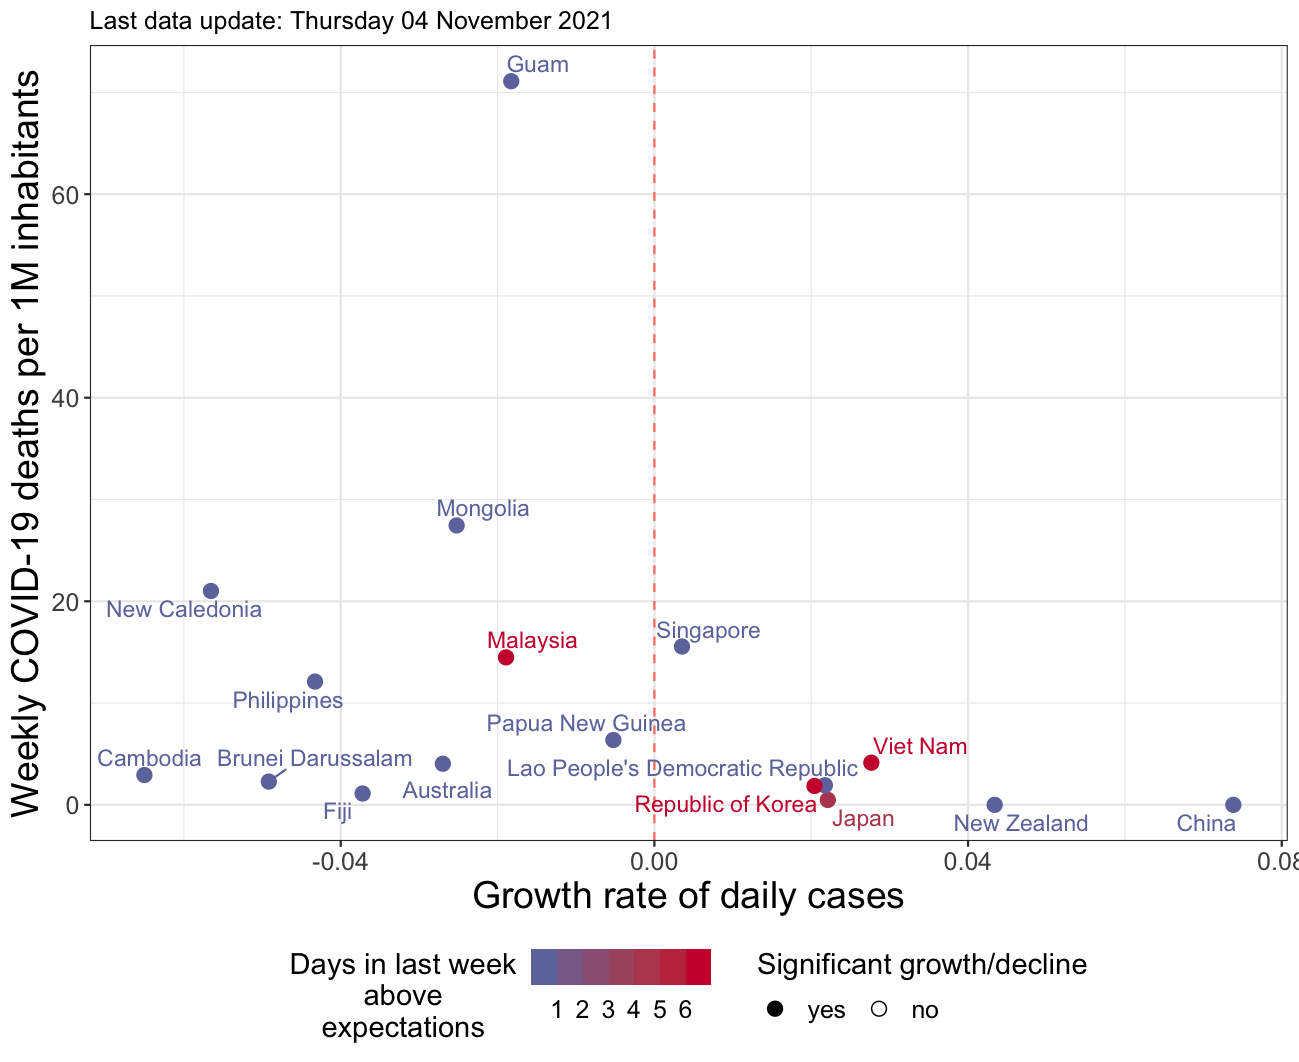 Last data update: Thursday 04 November 2021
Weekly COVID-19 deaths per 1M inhabitants
60
40
20
0
Guam
Mongolia
New Caledonia
Malaysia
Singapore
Philippines
Papua New Guinea
Viet Nam
Cambodia
Brunei Darussalam
Lao People's Democratic Republic
Australia
Republic of Korea
Fiji
Japan
New Zealand
China
-0.04
0.00
0.04
0.08
Growth rate of daily cases
Days in last week
above
expectations
1 2 3 4 5 6
Significant growth/decline
yes no